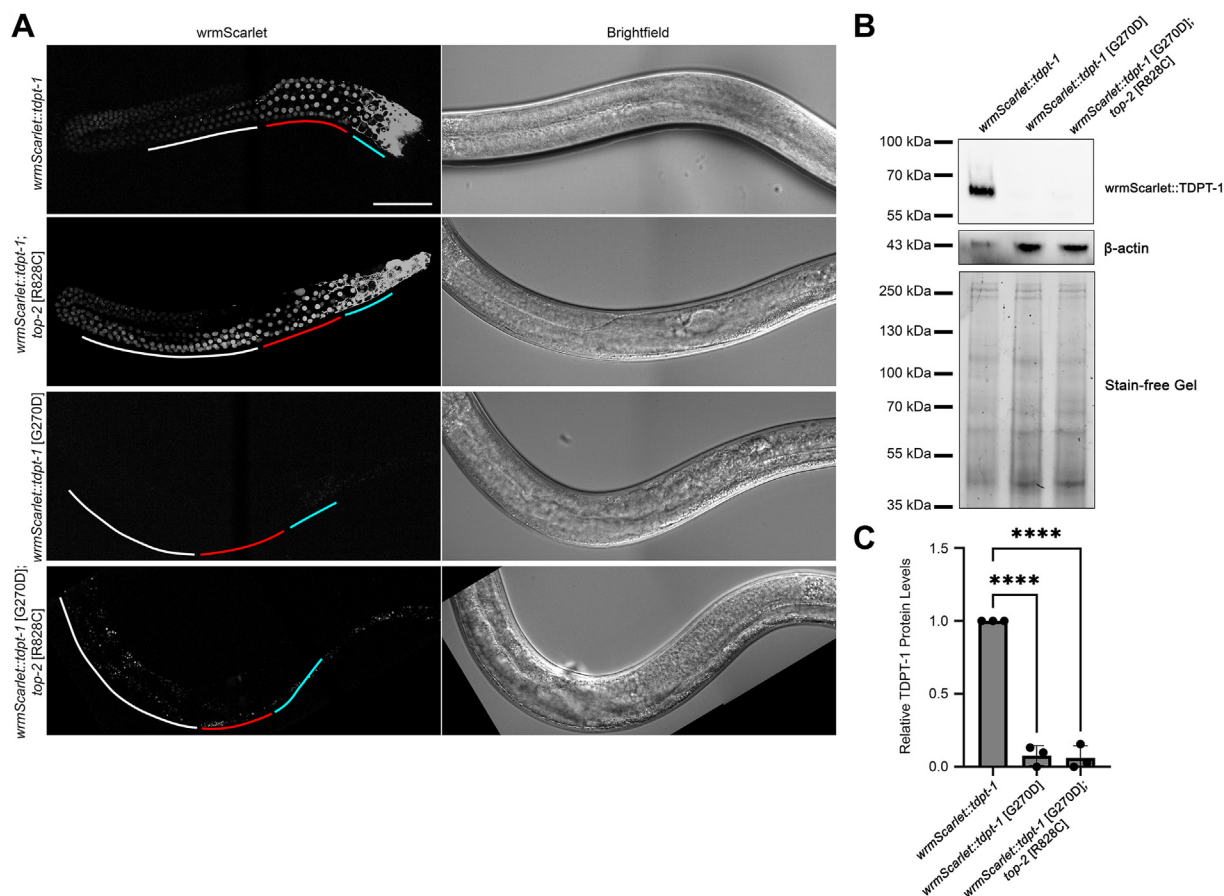 A
wrmScarlet
Brightfield
wrmScarlet::tdpt-1
wrmScarlet::tdpt-1;
top-2 [R828C]
wrmScarlet::tdpt-1 [G270D]
wrmScarlet::tdpt-1 [G270D];
top-2 [R828C]
B
wrmScarlet::tdpt-1
wrmScarlet::tdpt-1 [G270D]
wrmScarlet::tdpt-1 [G270D];
top-2 [R828C]
100 kDa
70 kDa
55 kDa
wrmScarlet::TDPT-1
43 kDa
β-actin
250 kDa
130 kDa
100 kDa
70 kDa
55 kDa
35 kDa
Stain-free Gel
C
Relative TDPT-1 Protein Levels
1.5
1.0
0.5
0.0
****
****
wrmScarlet::tdpt-1
wrmScarlet::tdpt-1 [G270D]
wrmScarlet::tdpt-1 [G270D];
top-2 [R828C]